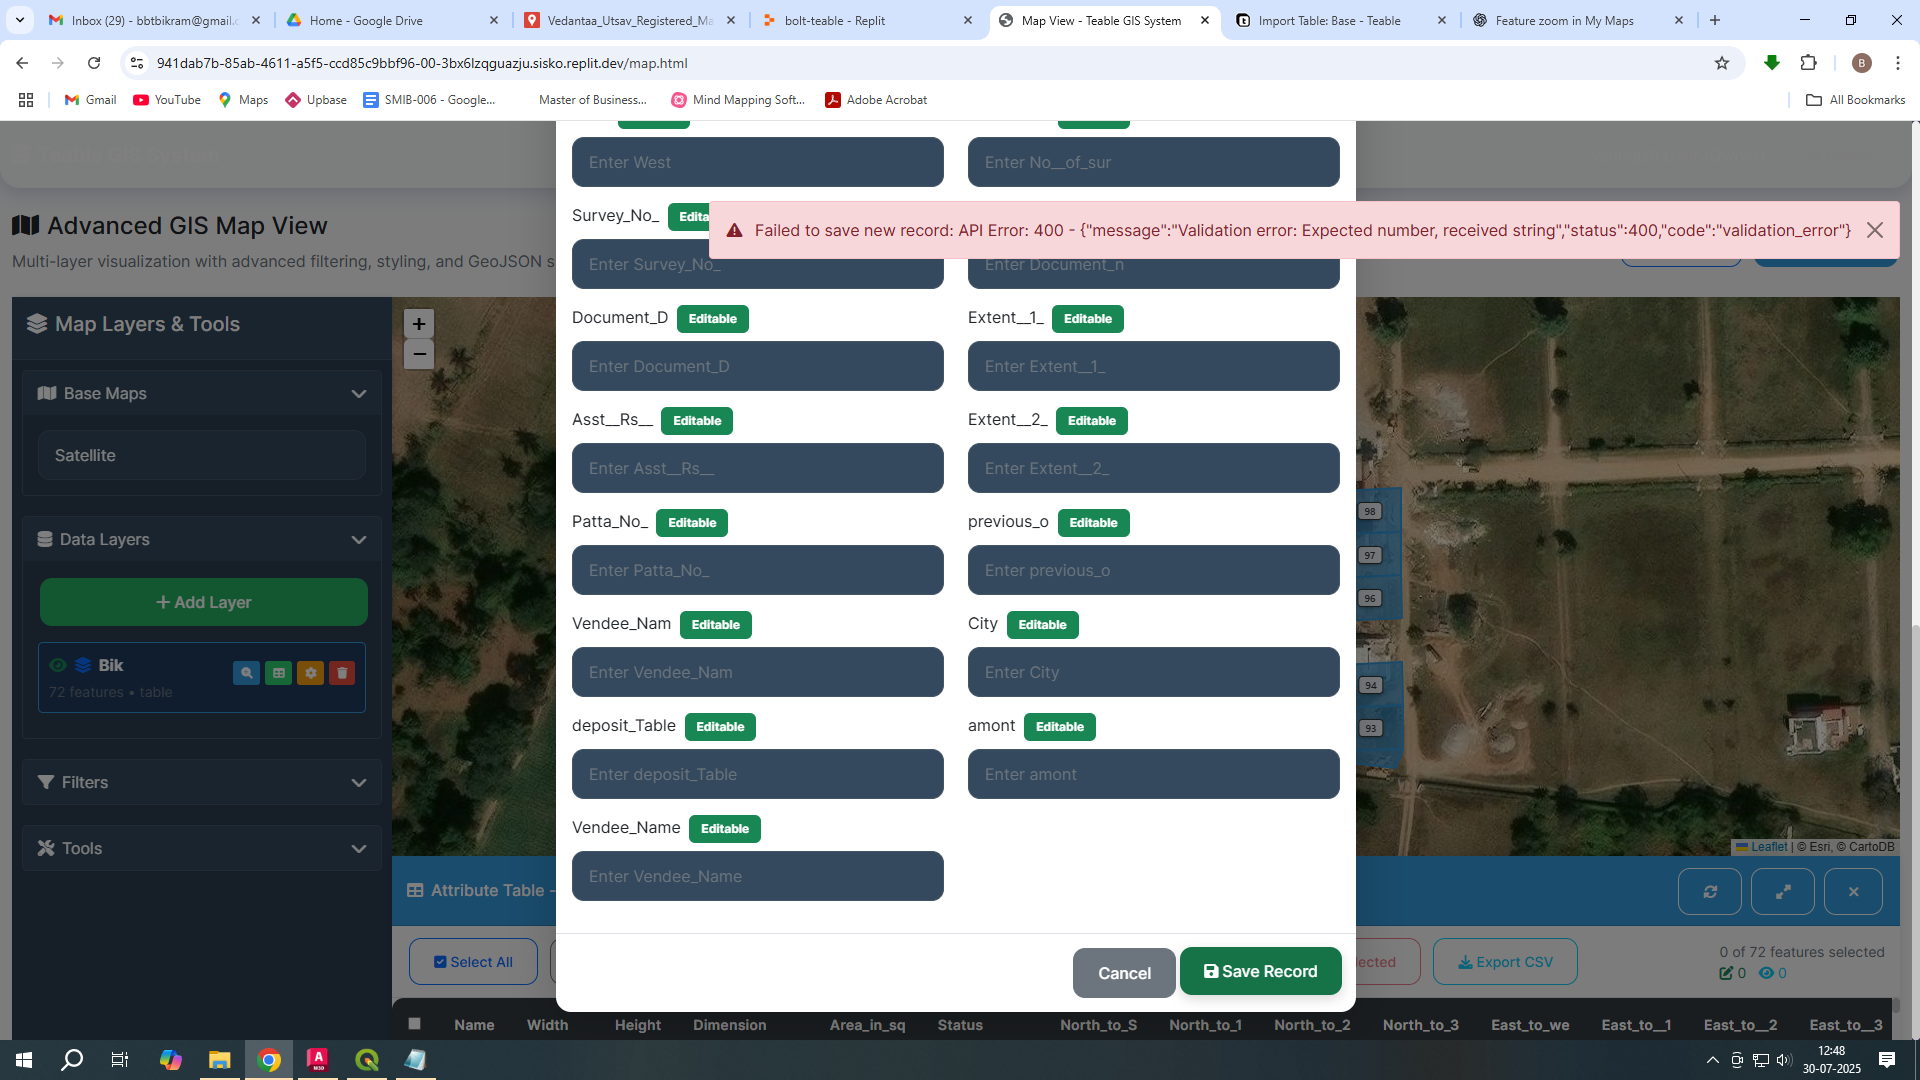 Inbox (29) - bbtbikram@gmail.c
Home - Google Drive
Vedantaa_Utsav_Registered_Ma
bolt-teable - Replit
Map View - Teable GIS System
Import Table: Base - Teable
Feature zoom in My Maps
941dab7b-85ab-4611-a5f5-ccd85c9bbf96-00-3bx6lzqguazju.sisko.replit.dev/map.html
B
Gmail
YouTube
Maps
Upbase
SMIB-006 - Google...
Master of Business...
Mind Mapping Soft...
Adobe Acrobat
All Bookmarks
Teable GIS System
Advanced GIS Map View
Multi-layer visualization with advanced filtering, styling, and GeoJSON s
Failed to save new record: API Error: 400 - {"message":"Validation error: Expected number, received string","status":400,"code":"validation_error"}
Map Layers & Tools
Base Maps
Satellite
Data Layers
+ Add Layer
Bik
72 features • table
Filters
Tools
+
−
Enter West
Enter No__of_sur
Survey_No_ Edita
Enter Survey_No_
Enter Document_n
Document_D Editable
Extent__1_ Editable
Enter Document_D
Enter Extent__1_
Asst__Rs__ Editable
Extent__2_ Editable
Enter Asst__Rs__
Enter Extent__2_
Patta_No_ Editable
previous_o Editable
Enter Patta_No_
Enter previous_o
Vendee_Nam Editable
City Editable
Enter Vendee_Nam
Enter City
deposit_Table Editable
amont Editable
Enter deposit_Table
Enter amont
Vendee_Name Editable
Enter Vendee_Name
Cancel
Save Record
98
97
96
94
93
Leaflet | © Esri, © CartoDB
Attribute Table -
Select All
lected
Export CSV
0 of 72 features selected
0 0
Name Width Height Dimension Area_in_sq Status North_to_S North_to_1 North_to_2 North_to_3 East_to_we East_to__1 East_to__2 East_to__3
12:48
30-07-2025